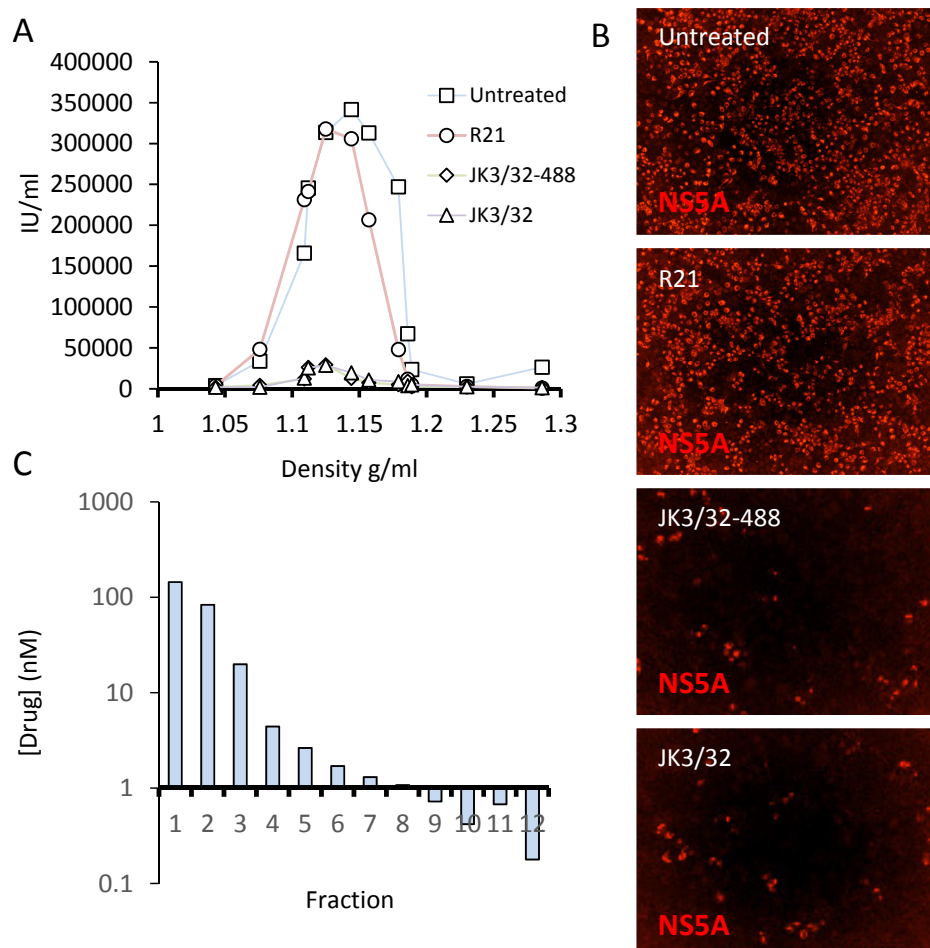 A
IU/ml
400000
350000
300000
250000
200000
150000
100000
50000
0
1 1.05 1.1 1.15 1.2 1.25 1.3
Density g/ml
Untreated
R21
JK3/32-488
JK3/32
B
Untreated
NS5A
R21
NS5A
JK3/32-488
NS5A
JK3/32
NS5A
C
[Drug] (nM)
1000
100
10
1
0.1
1 2 3 4 5 6 7 8 9 10 11 12
Fraction